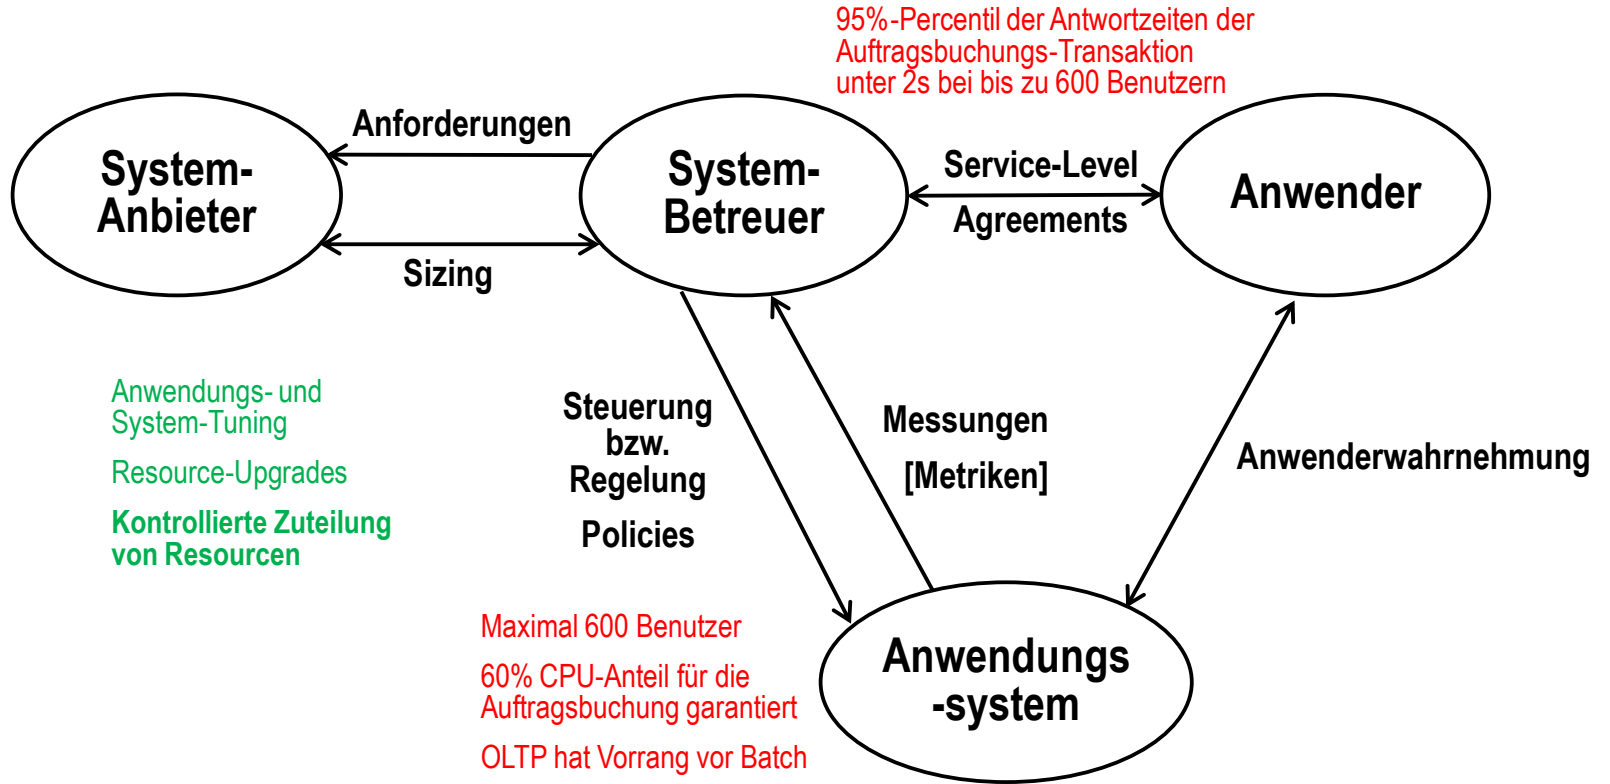 95%-Percentil der Antwortzeiten der
Auftragsbuchungs-Transaktion
unter 2s bei bis zu 600 Benutzern
Anforderungen
System-
Anbieter
System-
Betreuer
Service-Level
Agreements
Anwender
Sizing
Anwendungs- und
System-Tuning
Resource-Upgrades
Kontrollierte Zuteilung
von Resourcen
Steuerung
bzw.
Regelung
Policies
Messungen
[Metriken]
Anwenderwahrnehmung
Maximal 600 Benutzer
60% CPU-Anteil für die
Auftragsbuchung garantiert
OLTP hat Vorrang vor Batch
Anwendungs
-system